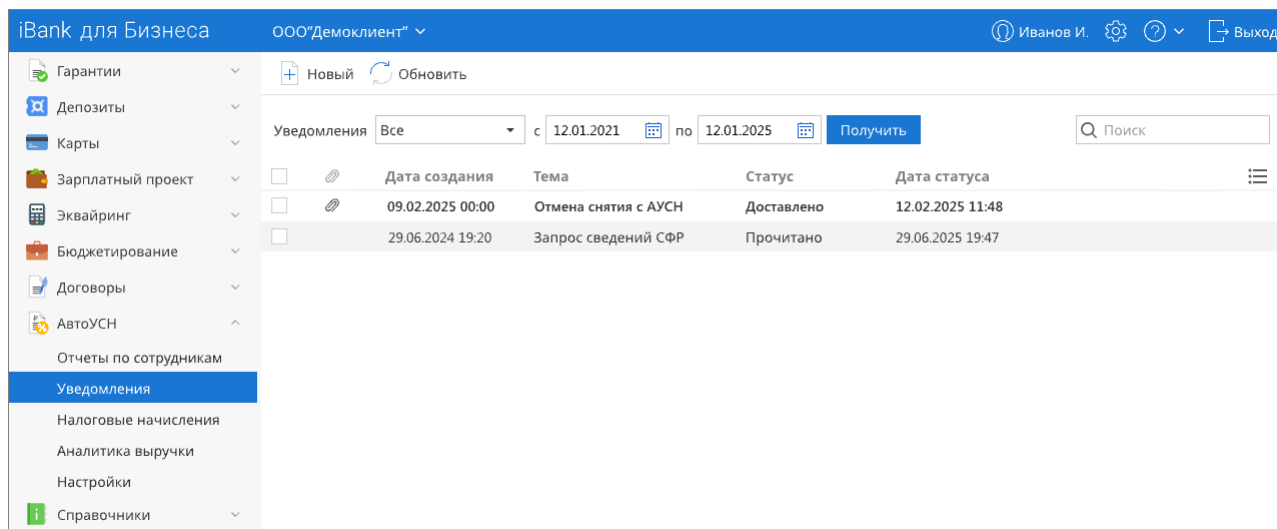 iBank для Бизнеса ООО"Демоклиент" Иванов И. Выход
Гарантии
Депозиты
Карты
Зарплатный проект
Эквайринг
Бюджетирование
Договоры
АвтоУСН
Отчеты по сотрудникам
Уведомления
Налоговые начисления
Аналитика выручки
Настройки
Справочники
Новый Обновить
Уведомления Все с 12.01.2021 по 12.01.2025 Получить Поиск
Дата создания Тема Статус Дата статуса
09.02.2025 00:00 Отмена снятия с АУСН Доставлено 12.02.2025 11:48
29.06.2024 19:20 Запрос сведений СФР Прочитано 29.06.2025 19:47